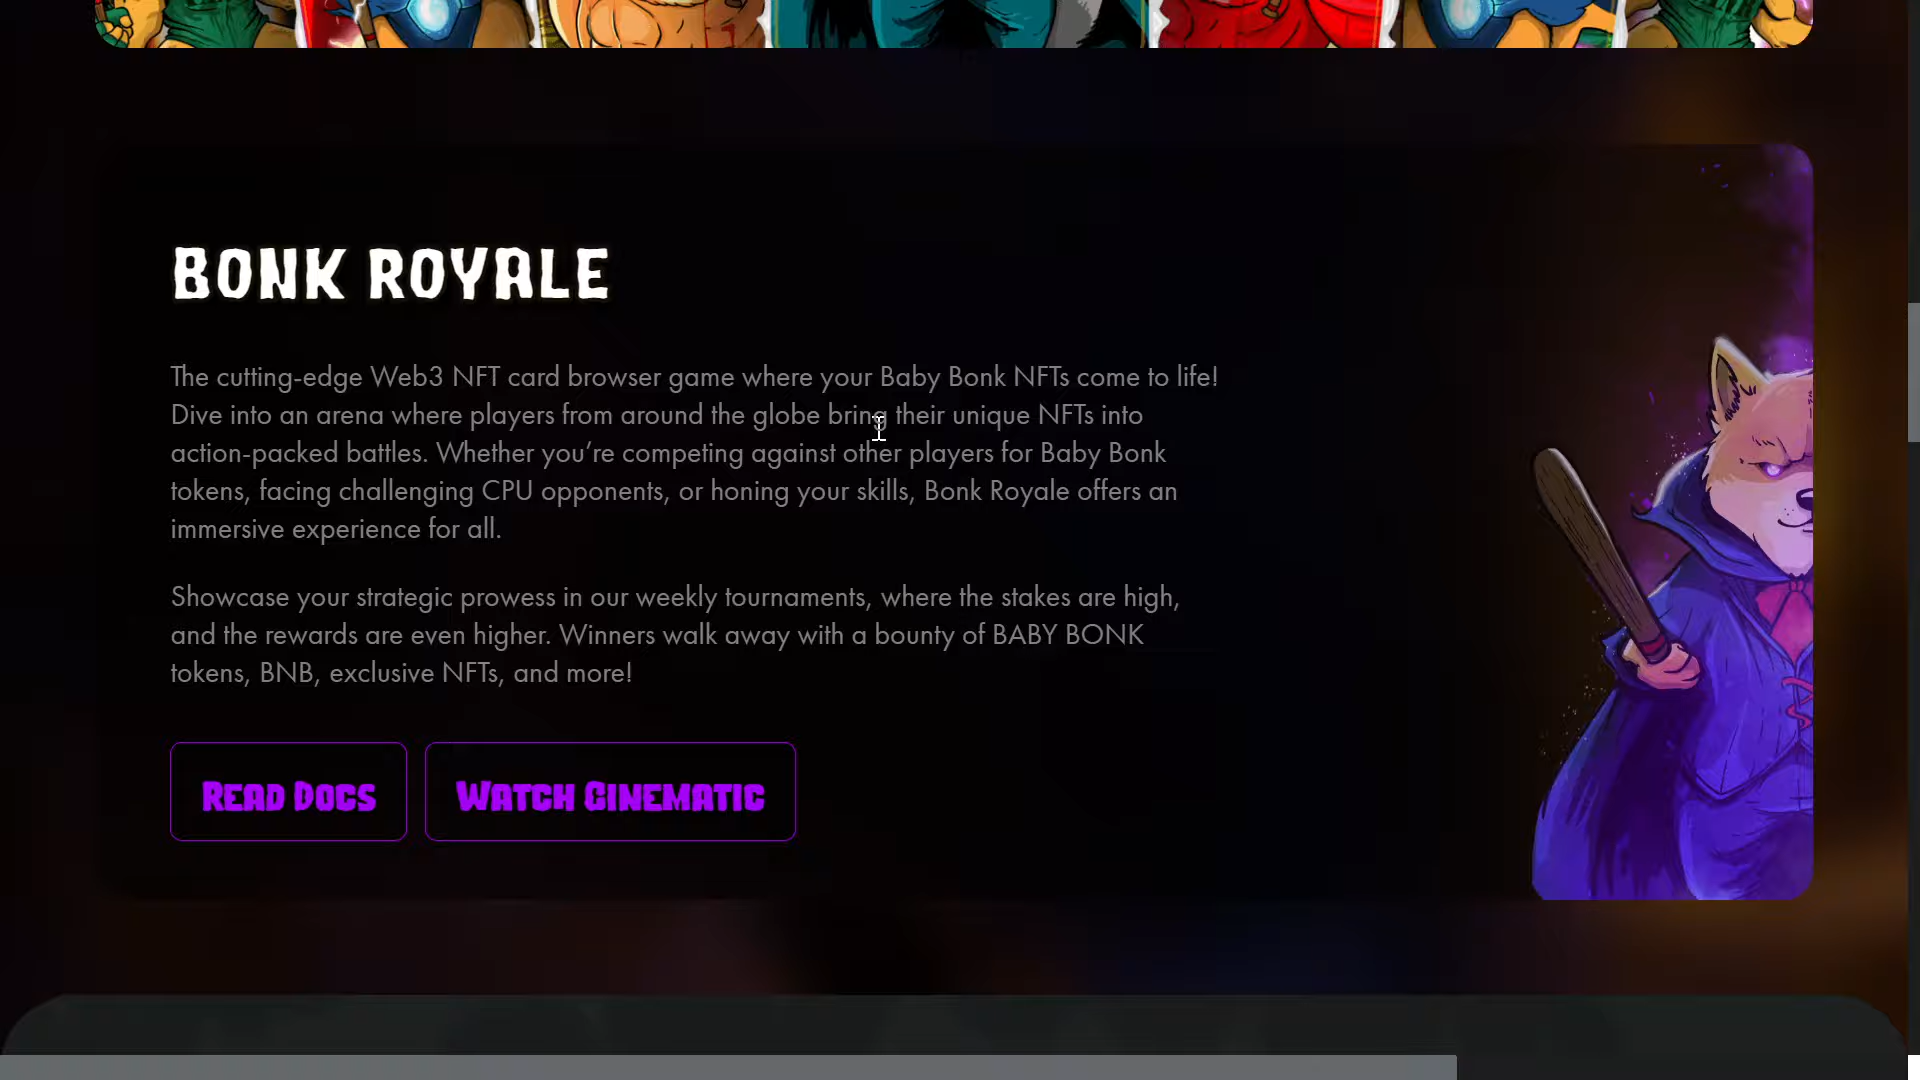 BONK ROYALE
The cutting-edge Web3 NFT card browser game where your Baby Bonk NFTs come to life!
Dive into an arena where players from around the globe bring their unique NFTs into
action-packed battles. Whether you’re competing against other players for Baby Bonk
tokens, facing challenging CPU opponents, or honing your skills, Bonk Royale offers an
immersive experience for all.
Showcase your strategic prowess in our weekly tournaments, where the stakes are high,
and the rewards are even higher. Winners walk away with a bounty of BABY BONK
tokens, BNB, exclusive NFTs, and more!
Read Docs
Watch Cinematic